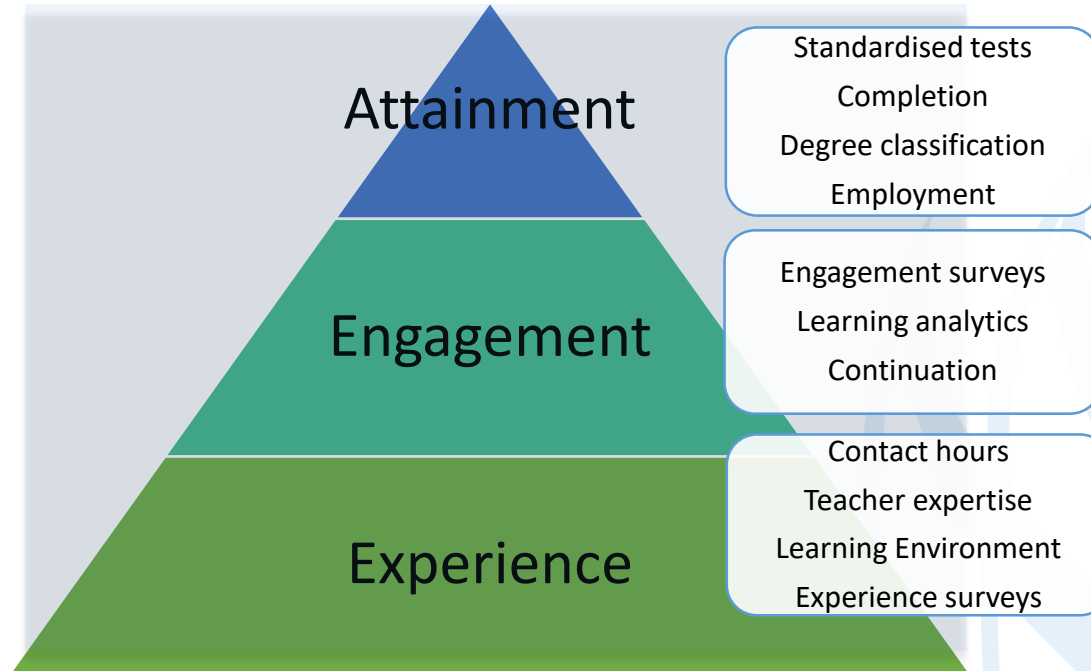 Attainment
Standardised tests
Completion
Degree classification
Employment
Engagement
Engagement surveys
Learning analytics
Continuation
Experience
Contact hours
Teacher expertise
Learning Environment
Experience surveys